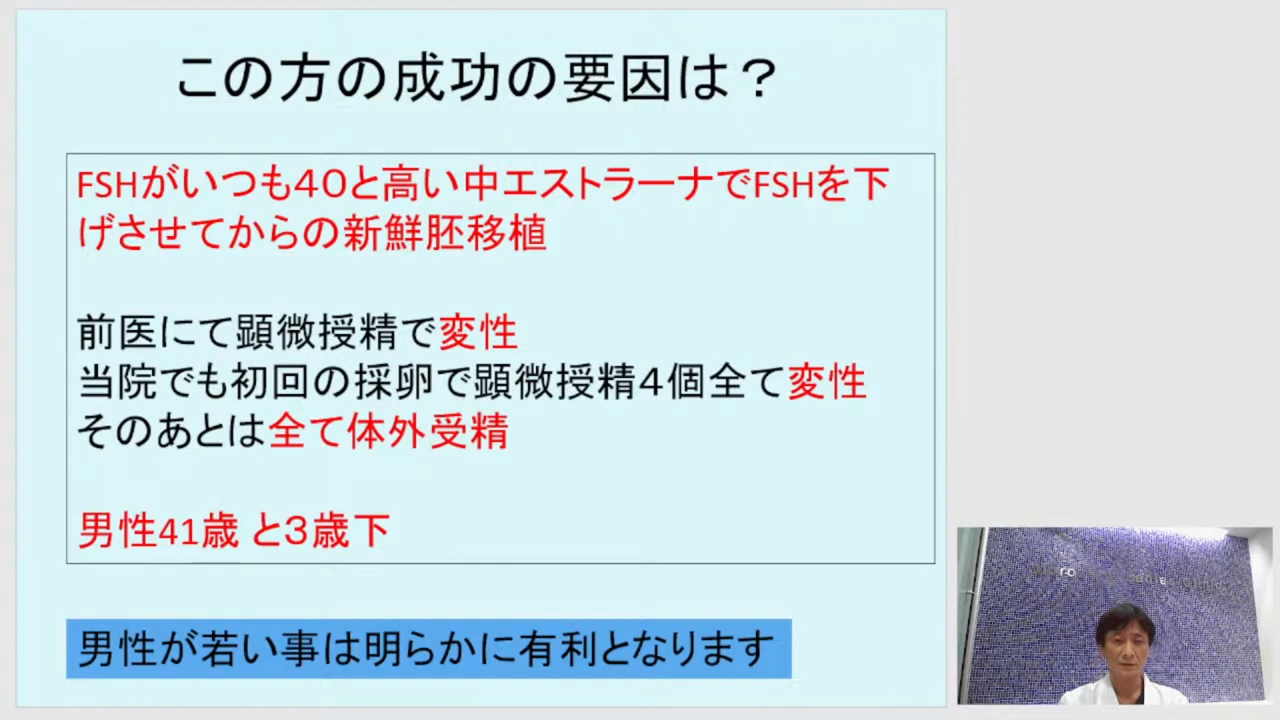 この方の成功の要因は？
FSHがいつも４０と高い中エストラーナでFSHを下
げさせてからの新鮮胚移植
前医にて顕微授精で変性
当院でも初回の採卵で顕微授精４個全て変性
そのあとは全て体外受精
男性41歳 と３歳下
男性が若い事は明らかに有利となります